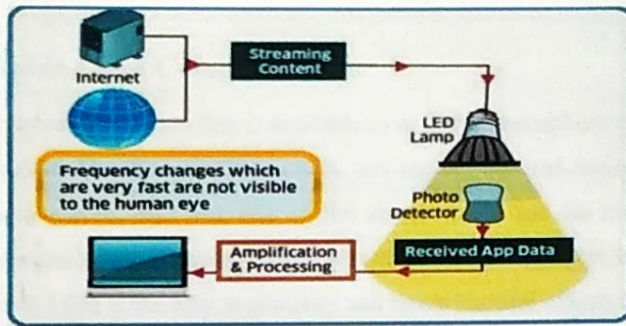 Streaming
Content
Internet
LED
Lamp
Frequency changes which
are very fast are not visible
to the human eye
Photo
Detector
Amplification
& Processing
Received App Data